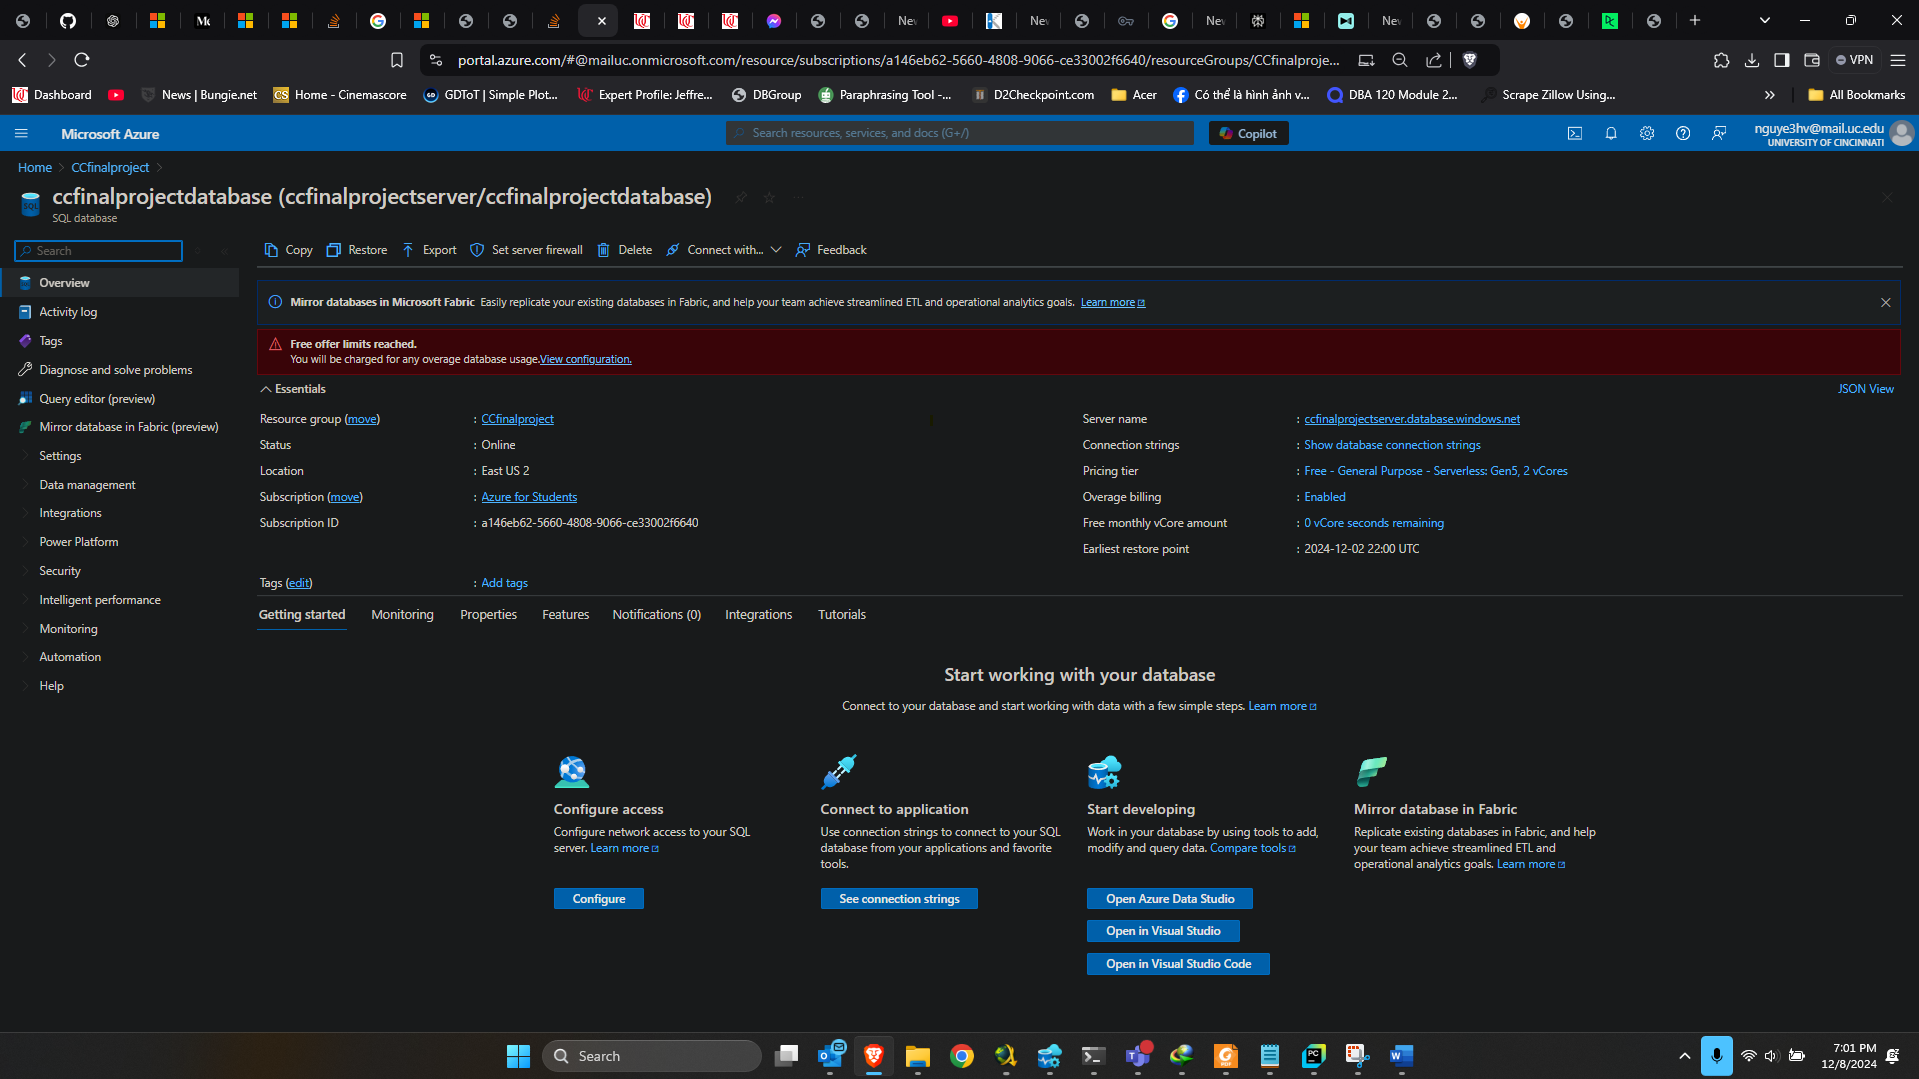 portal.azure.com/#@mailuc.onmicrosoft.com/resource/subscriptions/a146eb62-5660-4808-9066-ce33002f6640/resourceGroups/CCfinalproje...
VPN
Dashboard
News | Bungie.net
Home - Cinemascore
GDToT | Simple Plot...
Expert Profile: Jeffre...
DBGroup
Paraphrasing Tool -...
D2Checkpoint.com
Acer
Có thể là hình ảnh v...
DBA 120 Module 2...
Scrape Zillow Using...
All Bookmarks
Microsoft Azure
Search resources, services, and docs (G+/)
Copilot
nguye3hv@mail.uc.edu
UNIVERSITY OF CINCINNATI
Home
CCfinalproject
ccfinalprojectdatabase (ccfinalprojectserver/ccfinalprojectdatabase)
SQL database
Search
Copy
Restore
Export
Set server firewall
Delete
Connect with...
Feedback
Overview
Activity log
Tags
Diagnose and solve problems
Query editor (preview)
Mirror database in Fabric (preview)
Settings
Data management
Integrations
Power Platform
Security
Intelligent performance
Monitoring
Automation
Help
Mirror databases in Microsoft Fabric Easily replicate your existing databases in Fabric, and help your team achieve streamlined ETL and operational analytics goals. Learn more
Free offer limits reached.
You will be charged for any overage database usage.View configuration.
Essentials
JSON View
Resource group (move) : CCfinalproject
Status : Online
Location : East US 2
Subscription (move) : Azure for Students
Subscription ID : a146eb62-5660-4808-9066-ce33002f6640
Server name : ccfinalprojectserver.database.windows.net
Connection strings : Show database connection strings
Pricing tier : Free - General Purpose - Serverless: Gen5, 2 vCores
Overage billing : Enabled
Free monthly vCore amount : 0 vCore seconds remaining
Earliest restore point : 2024-12-02 22:00 UTC
Tags (edit) : Add tags
Getting started
Monitoring
Properties
Features
Notifications (0)
Integrations
Tutorials
Start working with your database
Connect to your database and start working with data with a few simple steps. Learn more
Configure access
Configure network access to your SQL
server. Learn more
Configure
Connect to application
Use connection strings to connect to your SQL
database from your applications and favorite
tools.
See connection strings
Start developing
Work in your database by using tools to add,
modify and query data. Compare tools
Open Azure Data Studio
Open in Visual Studio
Open in Visual Studio Code
Mirror database in Fabric
Replicate existing databases in Fabric, and help
your team achieve streamlined ETL and
operational analytics goals. Learn more
Search
7:01 PM
12/8/2024